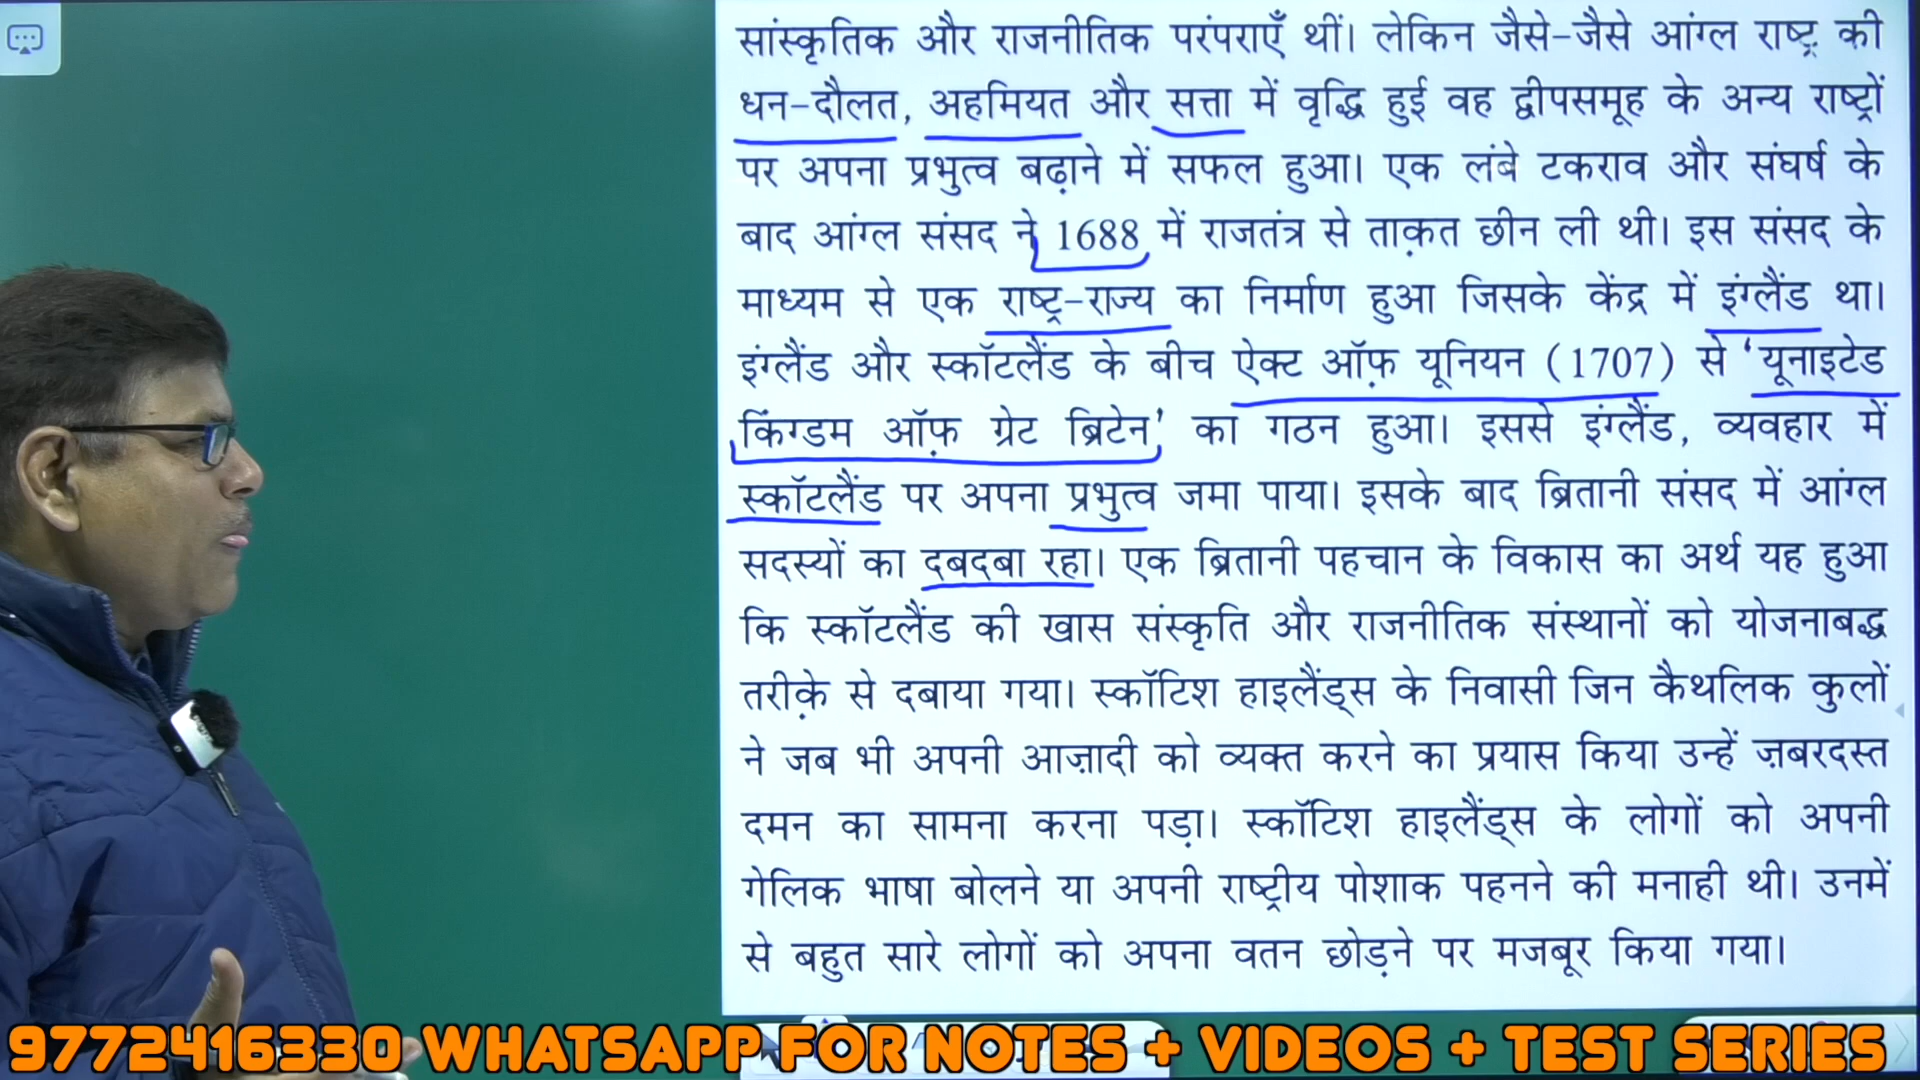 सांस्कृतिक और राजनीतिक परंपराएँ थीं। लेकिन जैसे-जैसे आंग्ल राष्ट्र की
धन-दौलत, अहमियत और सत्ता में वृद्धि हुई वह द्वीपसमूह के अन्य राष्ट्रों
पर अपना प्रभुत्व बढ़ाने में सफल हुआ। एक लंबे टकराव और संघर्ष के
बाद आंग्ल संसद ने 1688 में राजतंत्र से ताक़त छीन ली थी। इस संसद के
माध्यम से एक राष्ट्र-राज्य का निर्माण हुआ जिसके केंद्र में इंग्लैंड था।
इंग्लैंड और स्कॉटलैंड के बीच ऐक्ट ऑफ़ यूनियन (1707) से ‘यूनाइटेड
किंग्डम ऑफ़ ग्रेट ब्रिटेन’ का गठन हुआ। इससे इंग्लैंड, व्यवहार में
स्कॉटलैंड पर अपना प्रभुत्व जमा पाया। इसके बाद ब्रितानी संसद में आंग्ल
सदस्यों का दबदबा रहा। एक ब्रितानी पहचान के विकास का अर्थ यह हुआ
कि स्कॉटलैंड की खास संस्कृति और राजनीतिक संस्थानों को योजनाबद्ध
तरीक़े से दबाया गया। स्कॉटिश हाइलैंड्स के निवासी जिन कैथलिक कुलों
ने जब भी अपनी आज़ादी को व्यक्त करने का प्रयास किया उन्हें ज़बरदस्त
दमन का सामना करना पड़ा। स्कॉटिश हाइलैंड्स के लोगों को अपनी
गेलिक भाषा बोलने या अपनी राष्ट्रीय पोशाक पहनने की मनाही थी। उनमें
से बहुत सारे लोगों को अपना वतन छोड़ने पर मजबूर किया गया।
9772416330 WHATSAPP FOR NOTES + VIDEOS + TEST SERIES